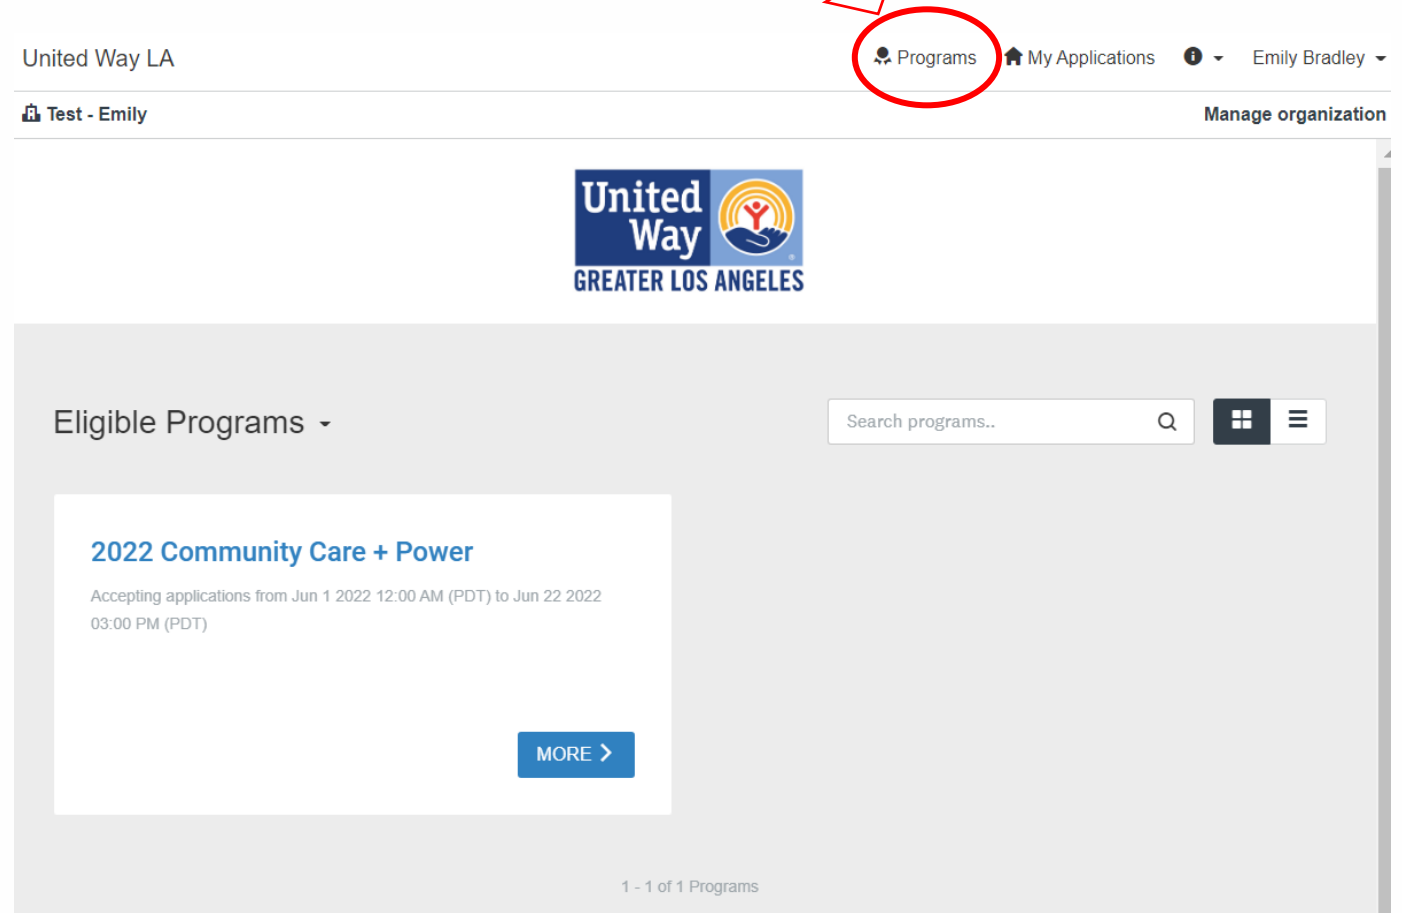 United Way LA
Programs
My Applications
Emily Bradley
Test - Emily
Manage organization
United
Way
GREATER LOS ANGELES
Eligible Programs
Search programs..
2022 Community Care + Power
Accepting applications from Jun 1 2022 12:00 AM (PDT) to Jun 22 2022
03:00 PM (PDT)
MORE
1 - 1 of 1 Programs